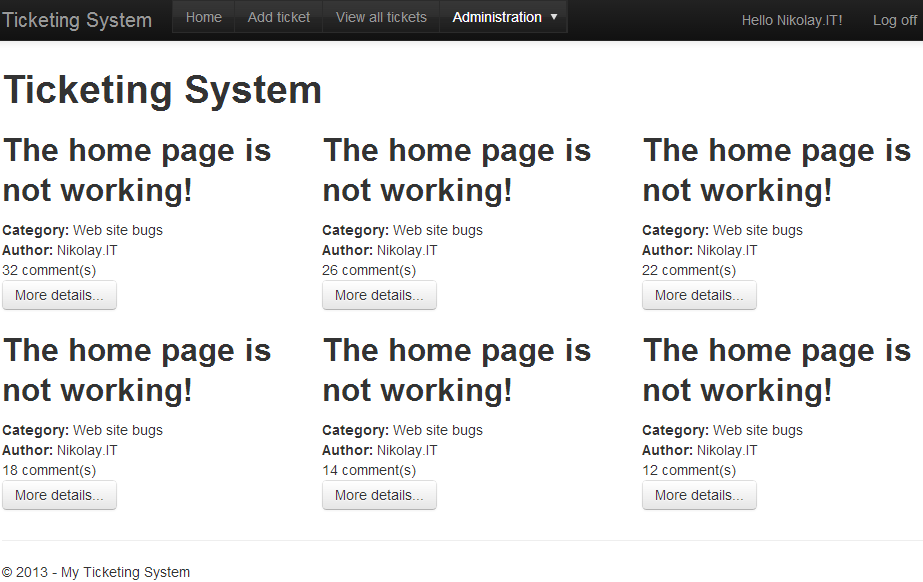 Ticketing System Home Add ticket View all tickets Administration ▼ Hello Nikolay.IT! Log off
Ticketing System
The home page is
not working!
Category: Web site bugs
Author: Nikolay.IT
32 comment(s)
More details...
The home page is
not working!
Category: Web site bugs
Author: Nikolay.IT
26 comment(s)
More details...
The home page is
not working!
Category: Web site bugs
Author: Nikolay.IT
22 comment(s)
More details...
The home page is
not working!
Category: Web site bugs
Author: Nikolay.IT
18 comment(s)
More details...
The home page is
not working!
Category: Web site bugs
Author: Nikolay.IT
14 comment(s)
More details...
The home page is
not working!
Category: Web site bugs
Author: Nikolay.IT
12 comment(s)
More details...
© 2013 - My Ticketing System